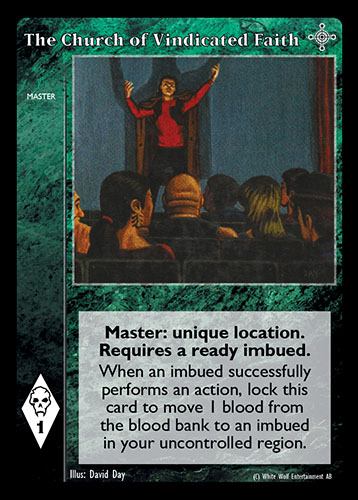 The Church of Vindicated Faith
MASTER
Master: unique location.
Requires a ready imbued.
When an imbued successfully
performs an action, lock this
card to move 1 blood from
the blood bank to an imbued
in your uncontrolled region.
1
Illus: David Day
(C) White Wolf Entertainment AB